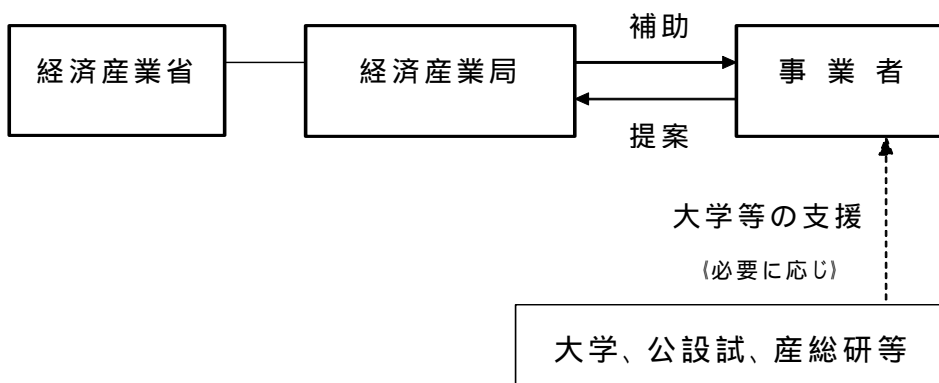 補助
経済産業省
経済産業局
事業者
提案
大学等の支援
(必要に応じ)
大学、公設試、産総研等